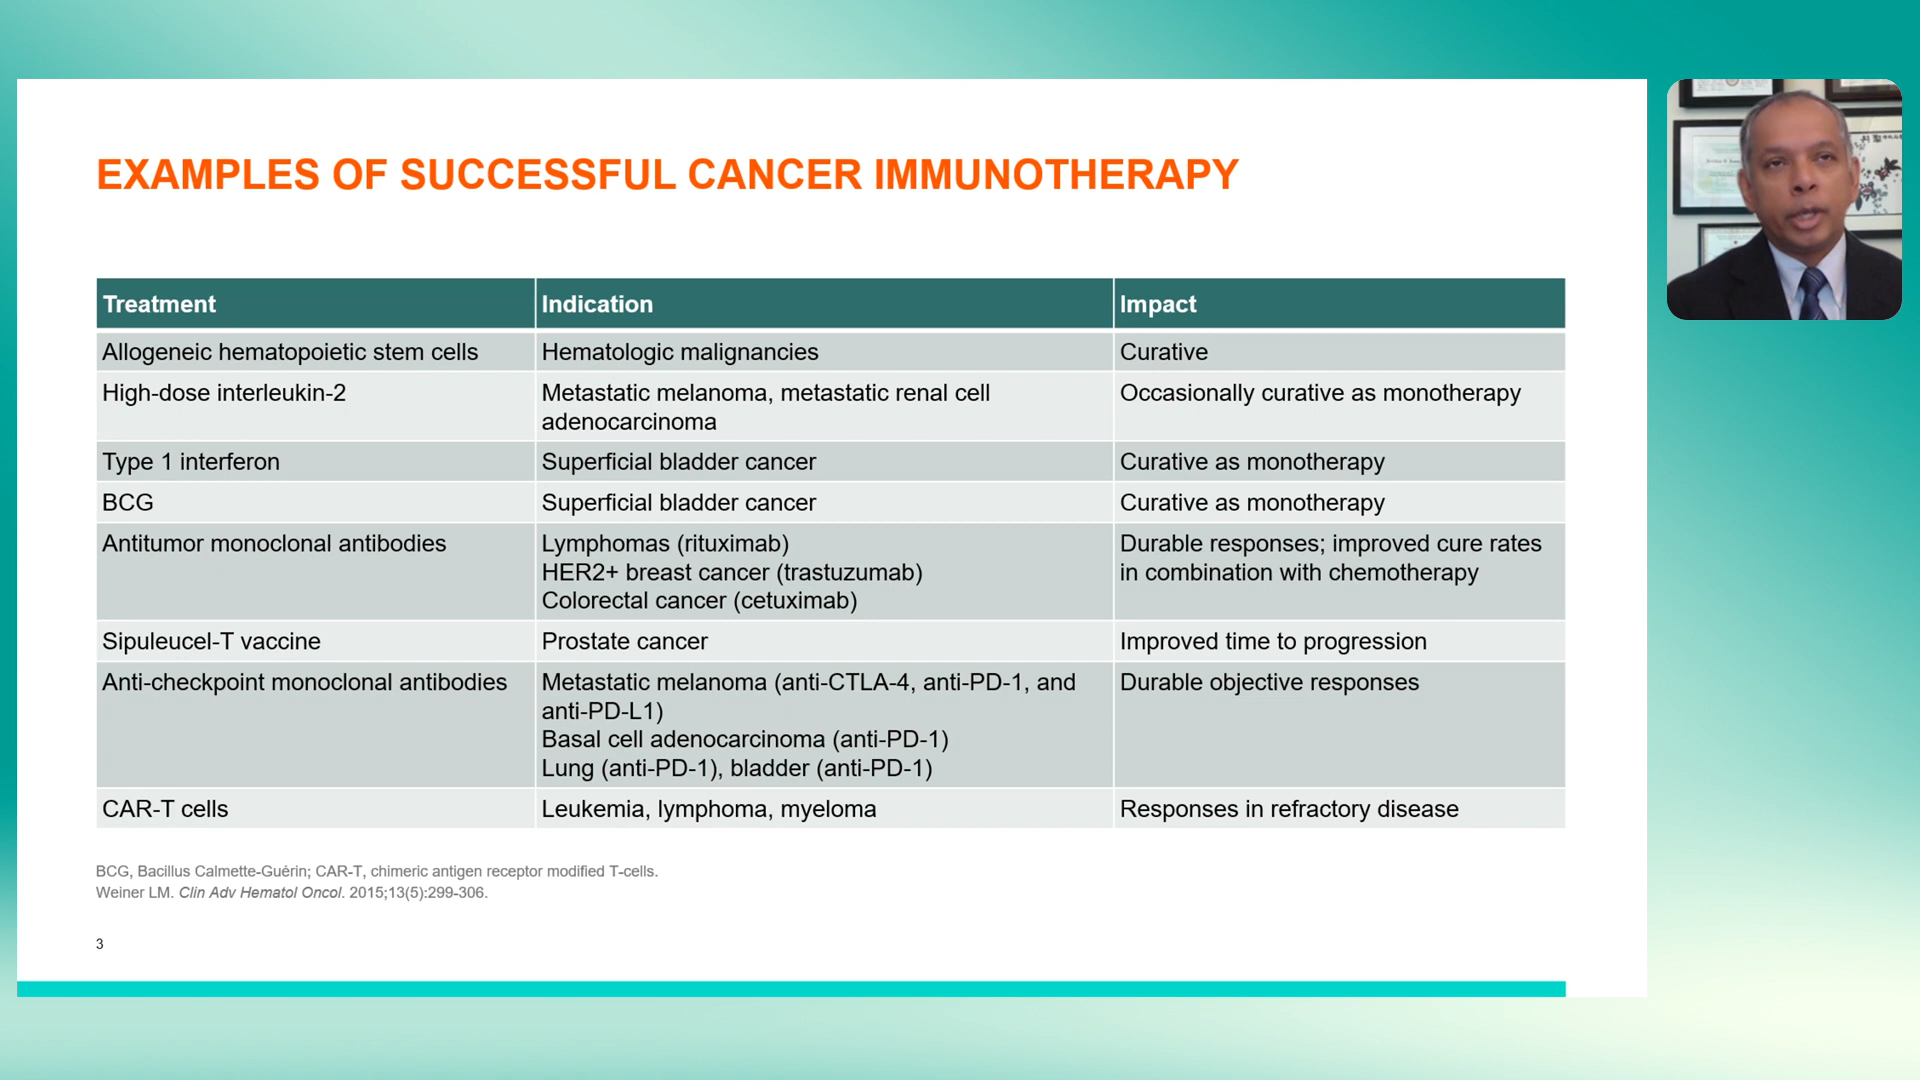 EXAMPLES OF SUCCESSFUL CANCER IMMUNOTHERAPY
Treatment Indication Impact
Allogeneic hematopoietic stem cells Hematologic malignancies Curative
High-dose interleukin-2 Metastatic melanoma, metastatic renal cell Occasionally curative as monotherapy
adenocarcinoma
Type 1 interferon Superficial bladder cancer Curative as monotherapy
BCG Superficial bladder cancer Curative as monotherapy
Antitumor monoclonal antibodies Lymphomas (rituximab) Durable responses; improved cure rates
HER2+ breast cancer (trastuzumab) in combination with chemotherapy
Colorectal cancer (cetuximab)
Sipuleucel-T vaccine Prostate cancer Improved time to progression
Anti-checkpoint monoclonal antibodies Metastatic melanoma (anti-CTLA-4, anti-PD-1, and Durable objective responses
anti-PD-L1)
Basal cell adenocarcinoma (anti-PD-1)
Lung (anti-PD-1), bladder (anti-PD-1)
CAR-T cells Leukemia, lymphoma, myeloma Responses in refractory disease
BCG, Bacillus Calmette-Guérin; CAR-T, chimeric antigen receptor modified T-cells.
Weiner LM. Clin Adv Hematol Oncol. 2015;13(5):299-306.
3